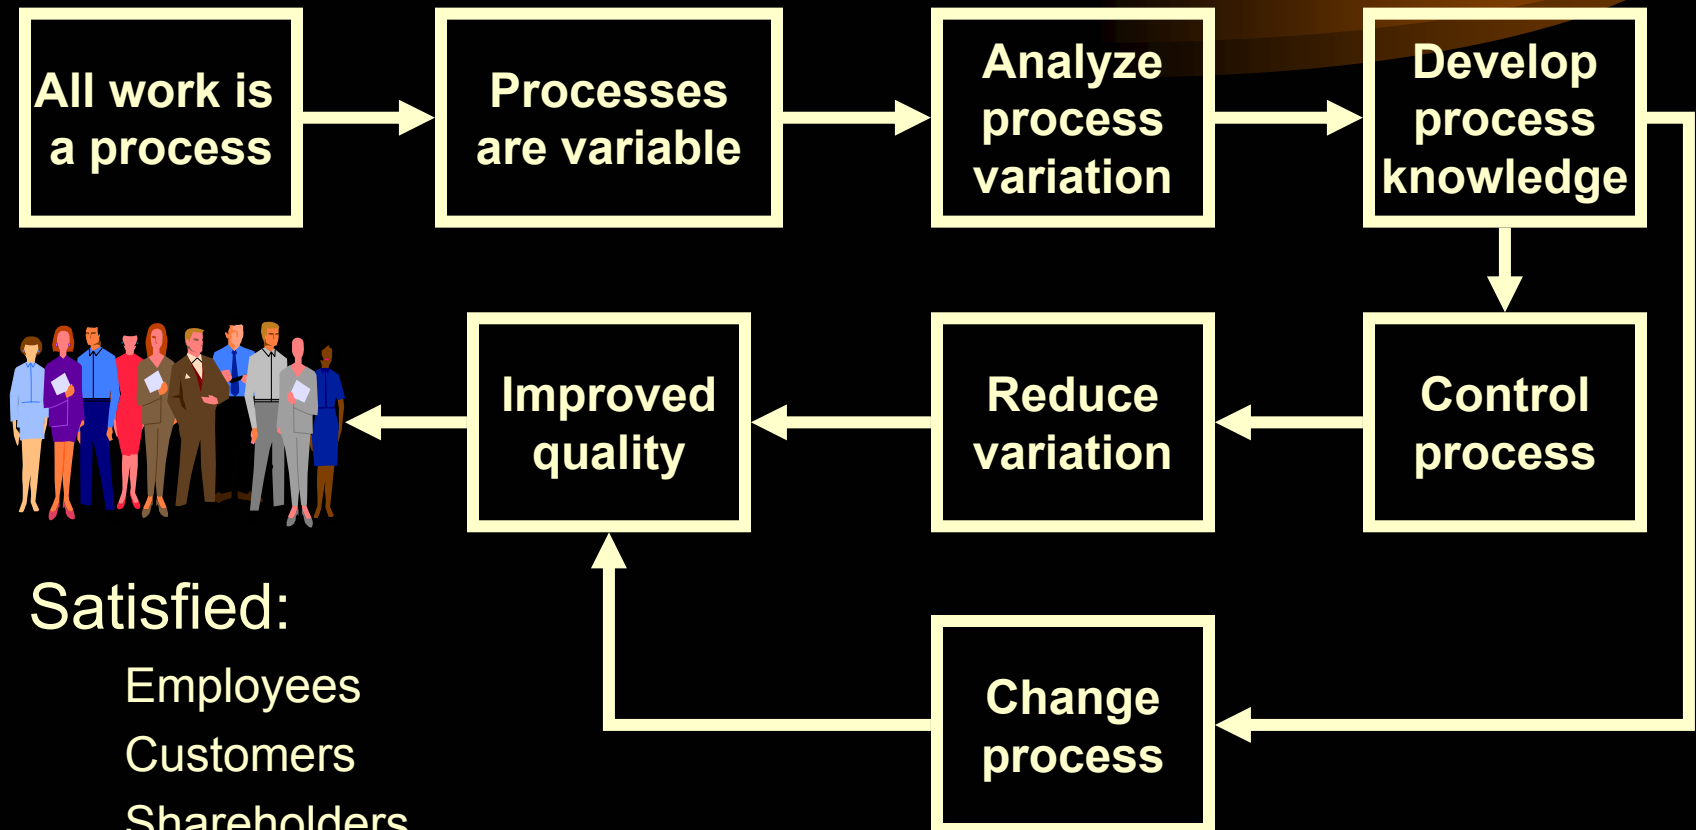 All work is
a process
Processes
are variable
Analyze
process
variation
Develop
process
knowledge
Improved
quality
Reduce
variation
Control
process
Satisfied:
Employees
Customers
Shareholders
Change
process